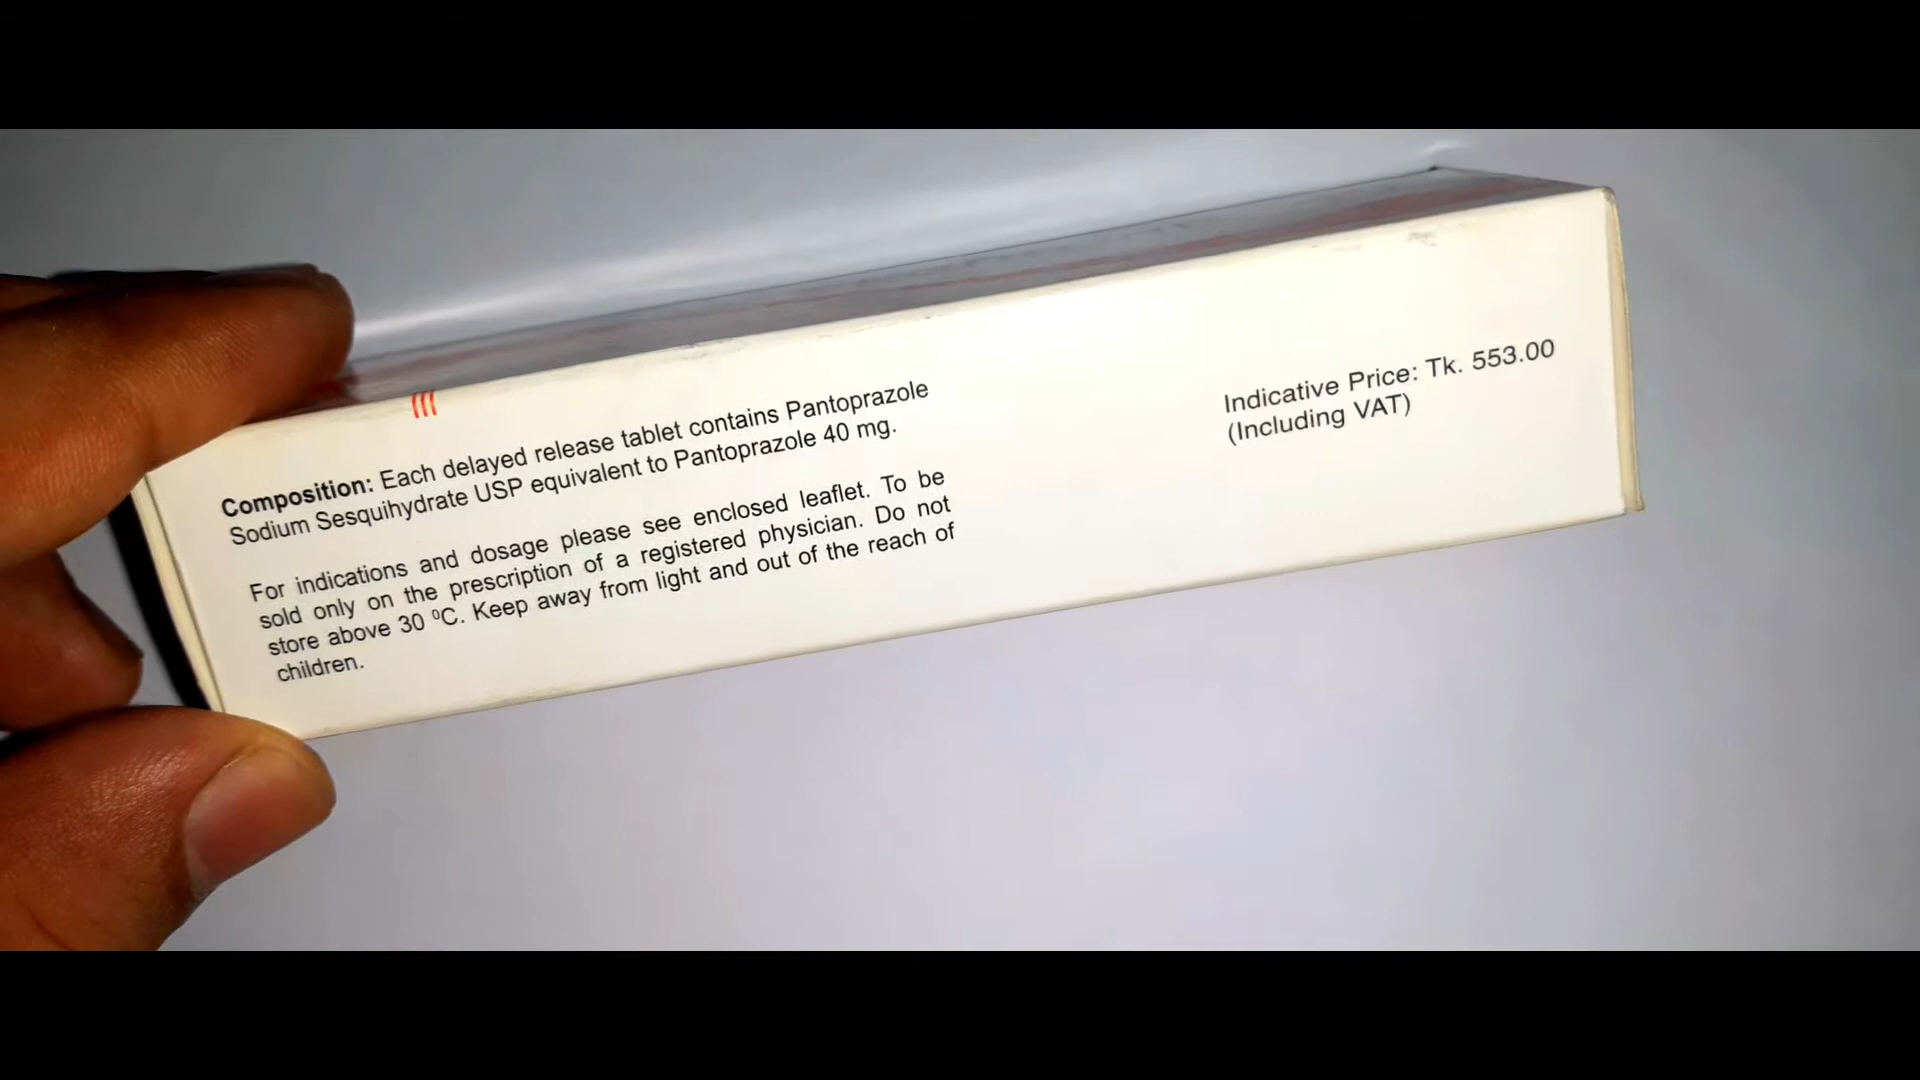 Composition: Each delayed release tablet contains Pantoprazole
Sodium Sesquihydrate USP equivalent to Pantoprazole 40 mg.
For indications and dosage please see enclosed leaflet. To be
sold only on the prescription of a registered physician. Do not
store above 30 ⁰C. Keep away from light and out of the reach of
children.
Indicative Price: Tk. 553.00
(Including VAT)